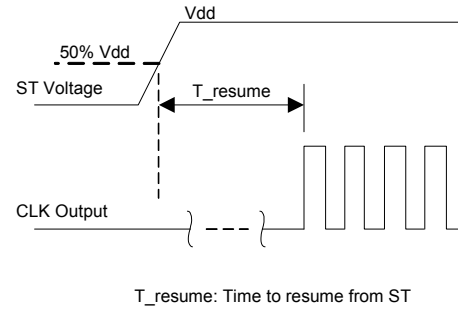 Vdd
50% Vdd
ST Voltage
T_resume
CLK Output
T_resume: Time to resume from ST